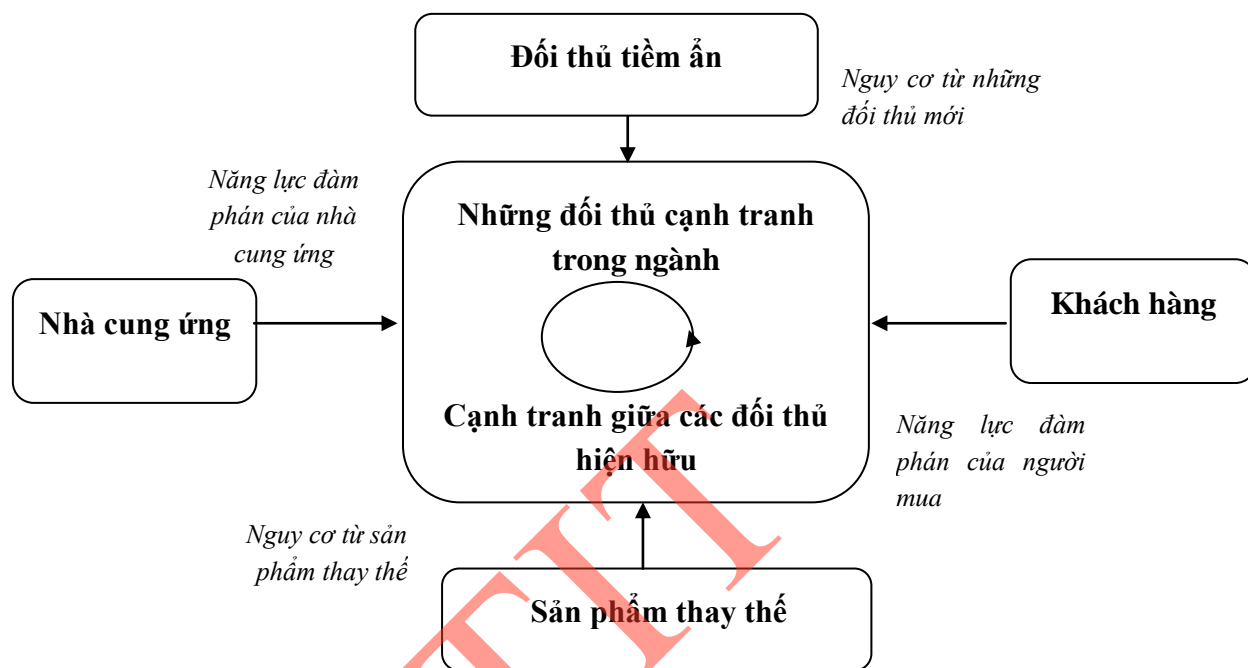 Đối thủ tiềm ẩn
Nguy cơ từ những
đối thủ mới
Năng lực đàm
phán của nhà
cung ứng
Những đối thủ cạnh tranh
trong ngành
Nhà cung ứng
Khách hàng
Cạnh tranh giữa các đối thủ
hiện hữu
Năng lực đàm
phán của người
mua
Nguy cơ từ sản
phẩm thay thế
Sản phẩm thay thế